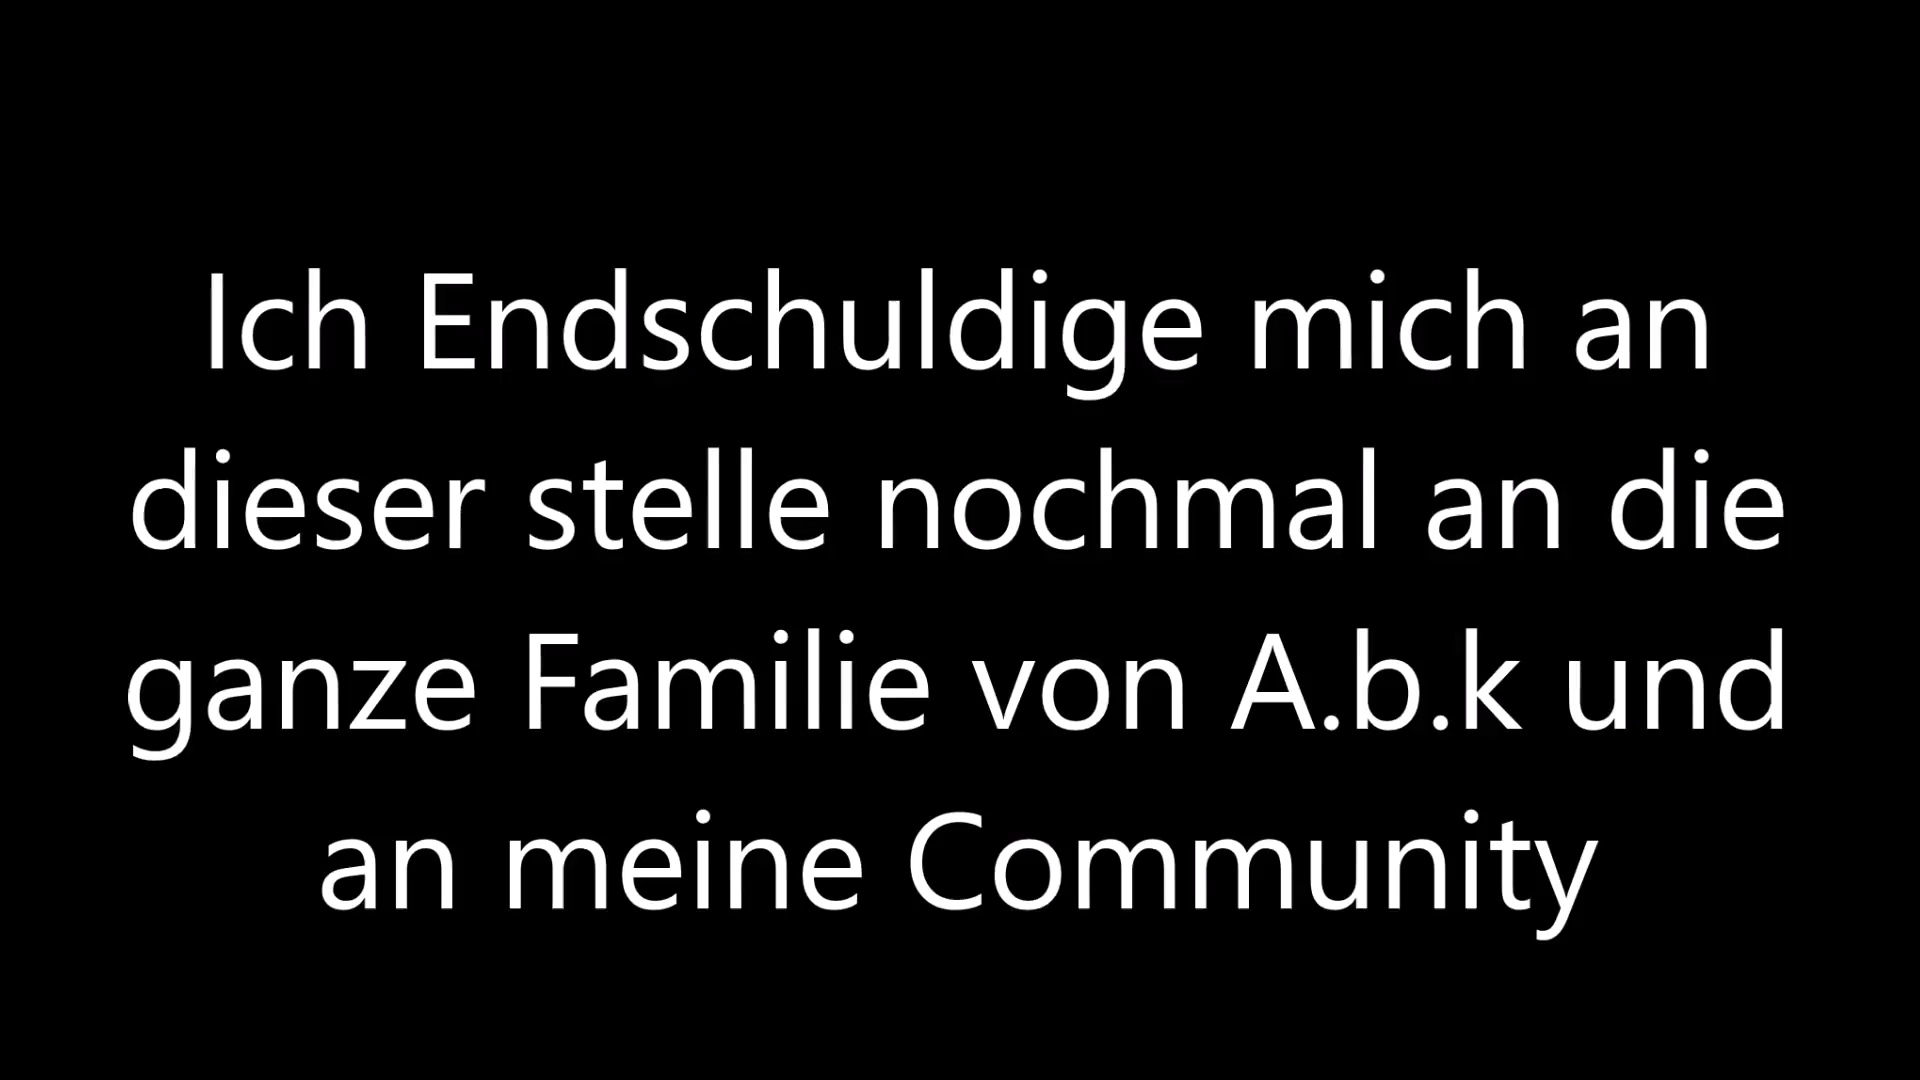 Ich Endschuldige mich an
dieser stelle nochmal an die
ganze Familie von A.b.k und
an meine Community